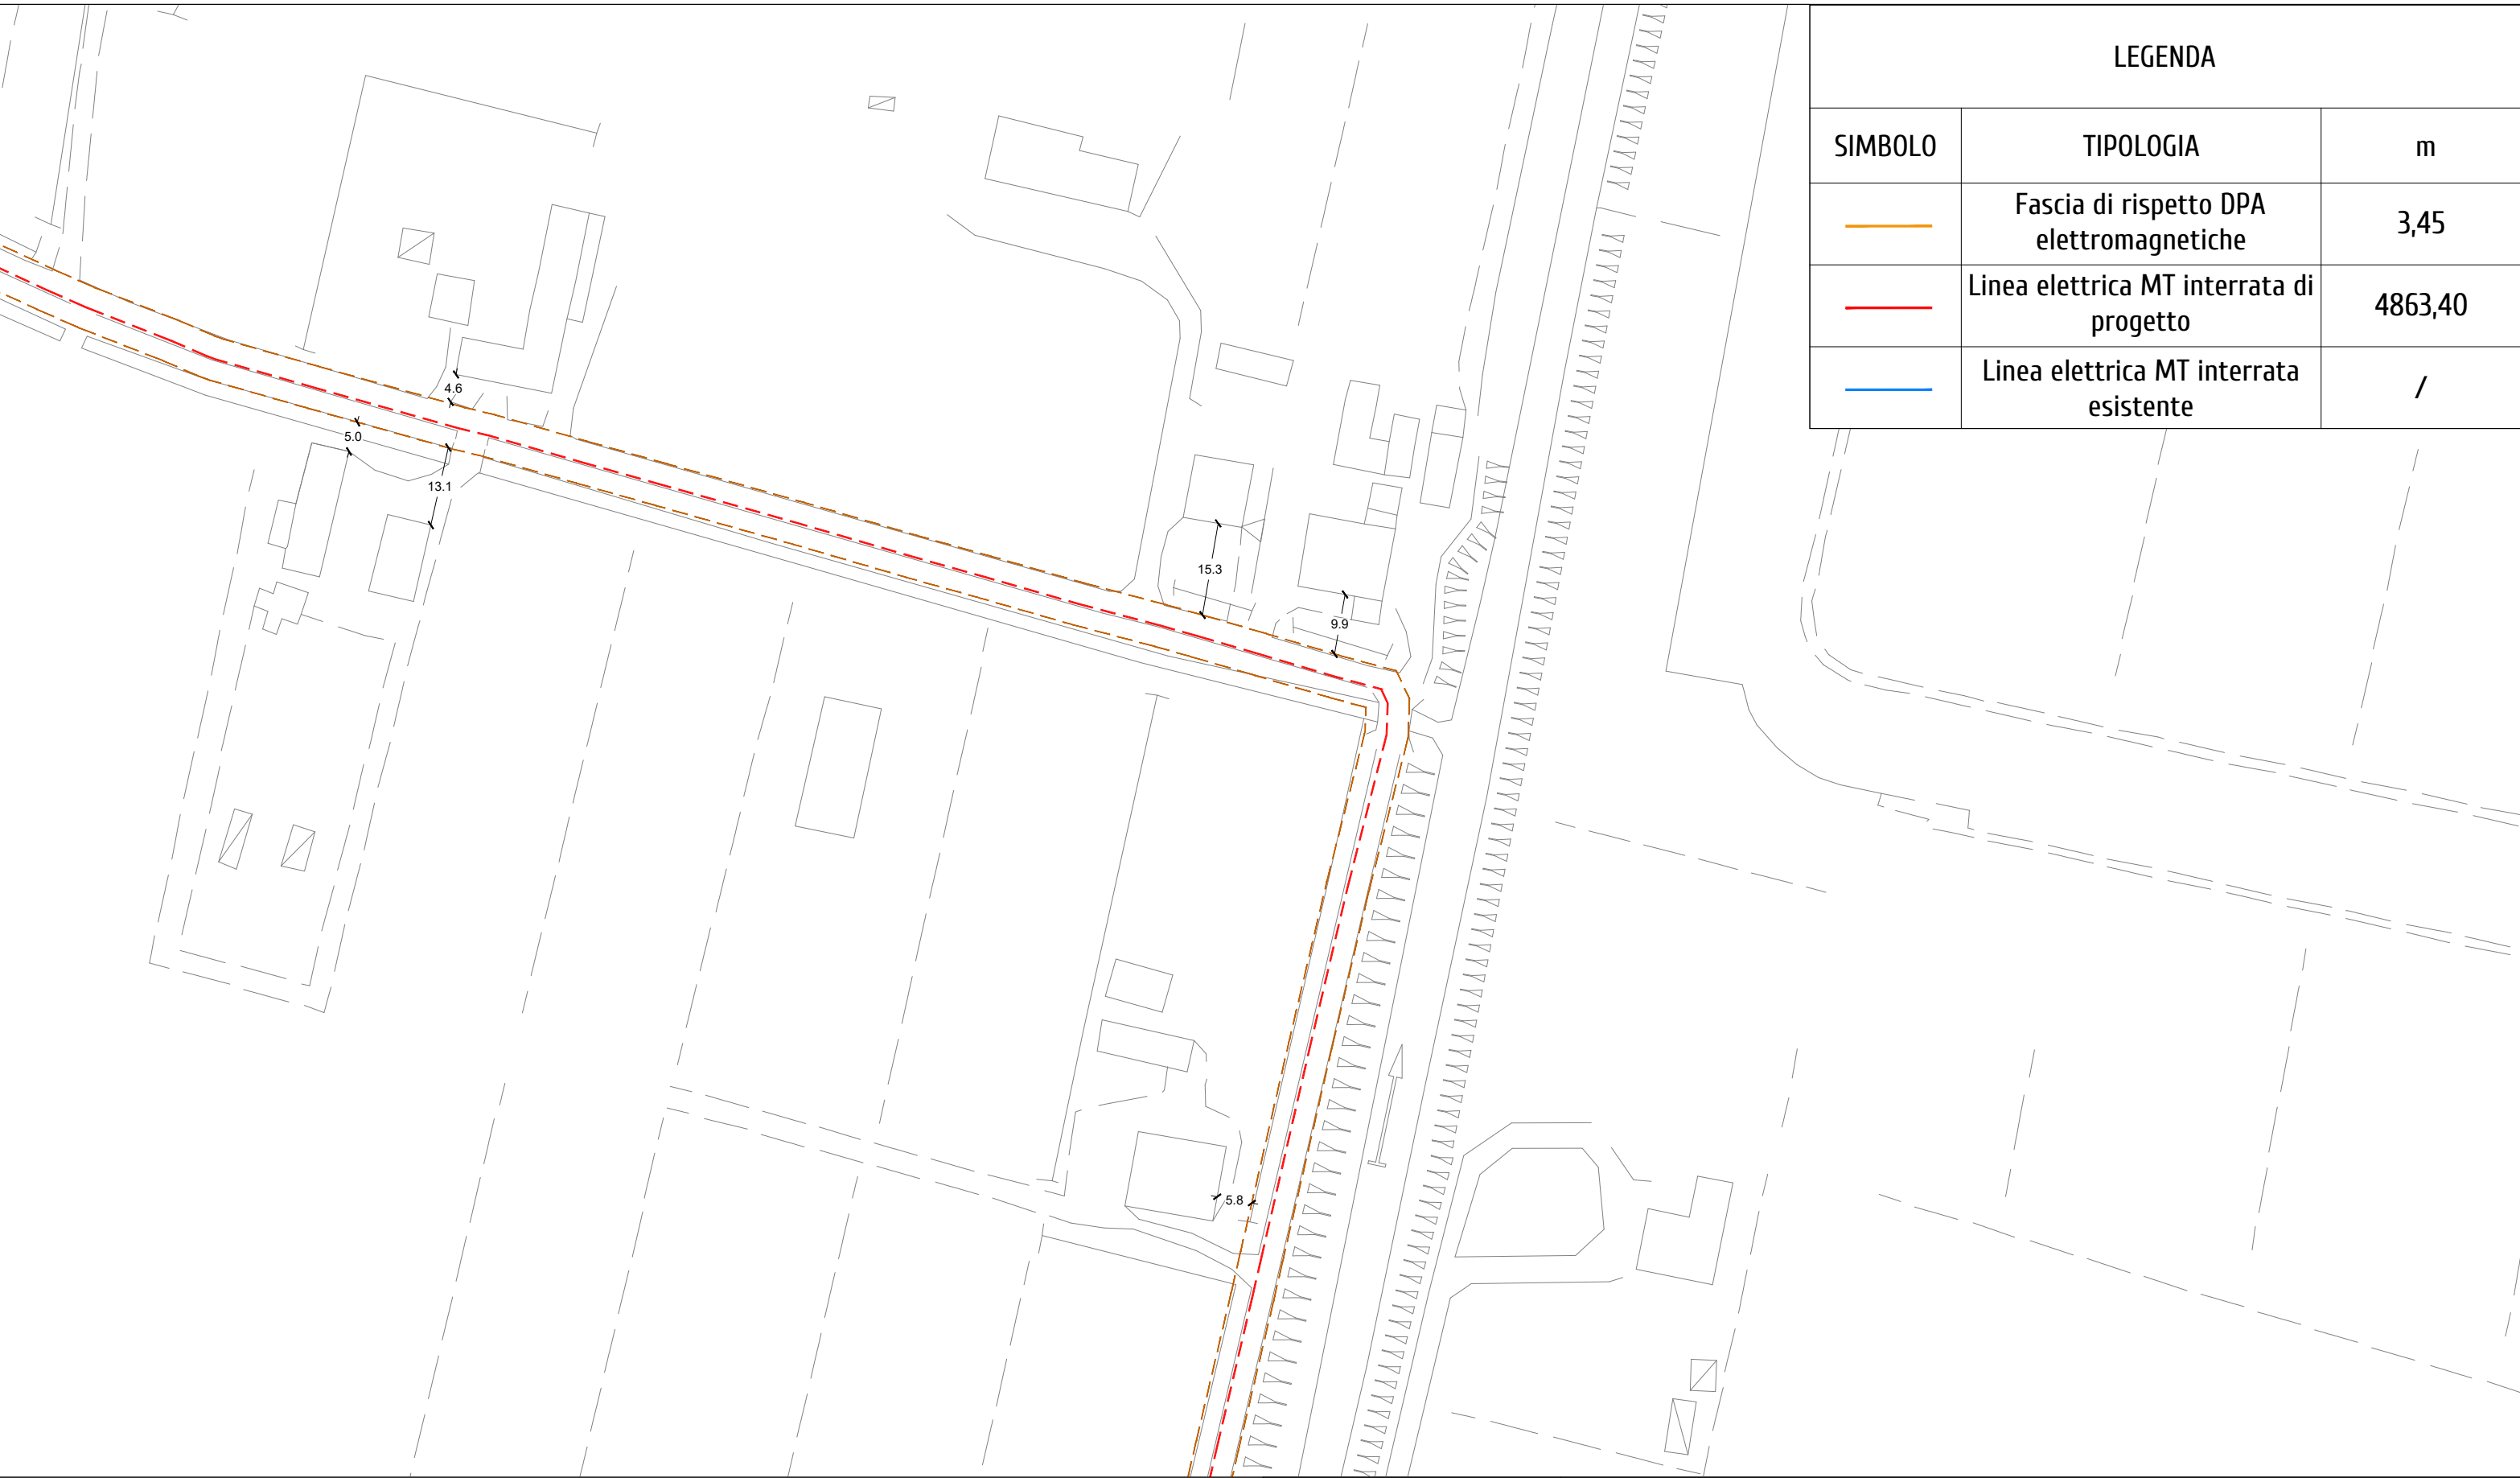 LEGENDA
SIMBOLO TIPOLOGIA m
Fascia di rispetto DPA
elettromagnetiche
3,45
Linea elettrica MT interrata di
progetto
4863,40
Linea elettrica MT interrata
esistente
/
4.6
5.0
13.1
15.3
9.9
5.8